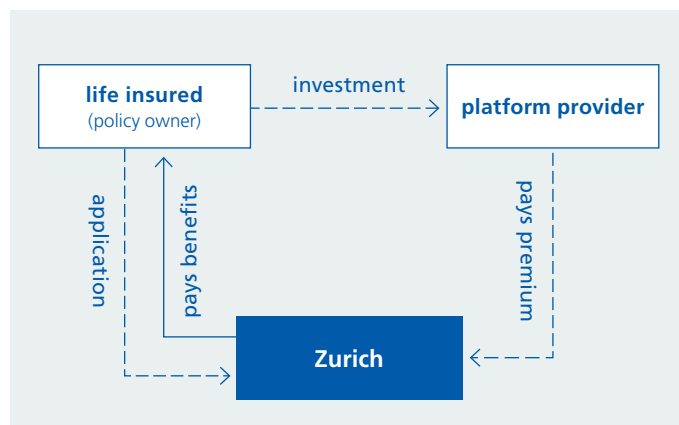 life insured
(policy owner)
investment
platform provider
application
pays benefits
pays premium
Zurich